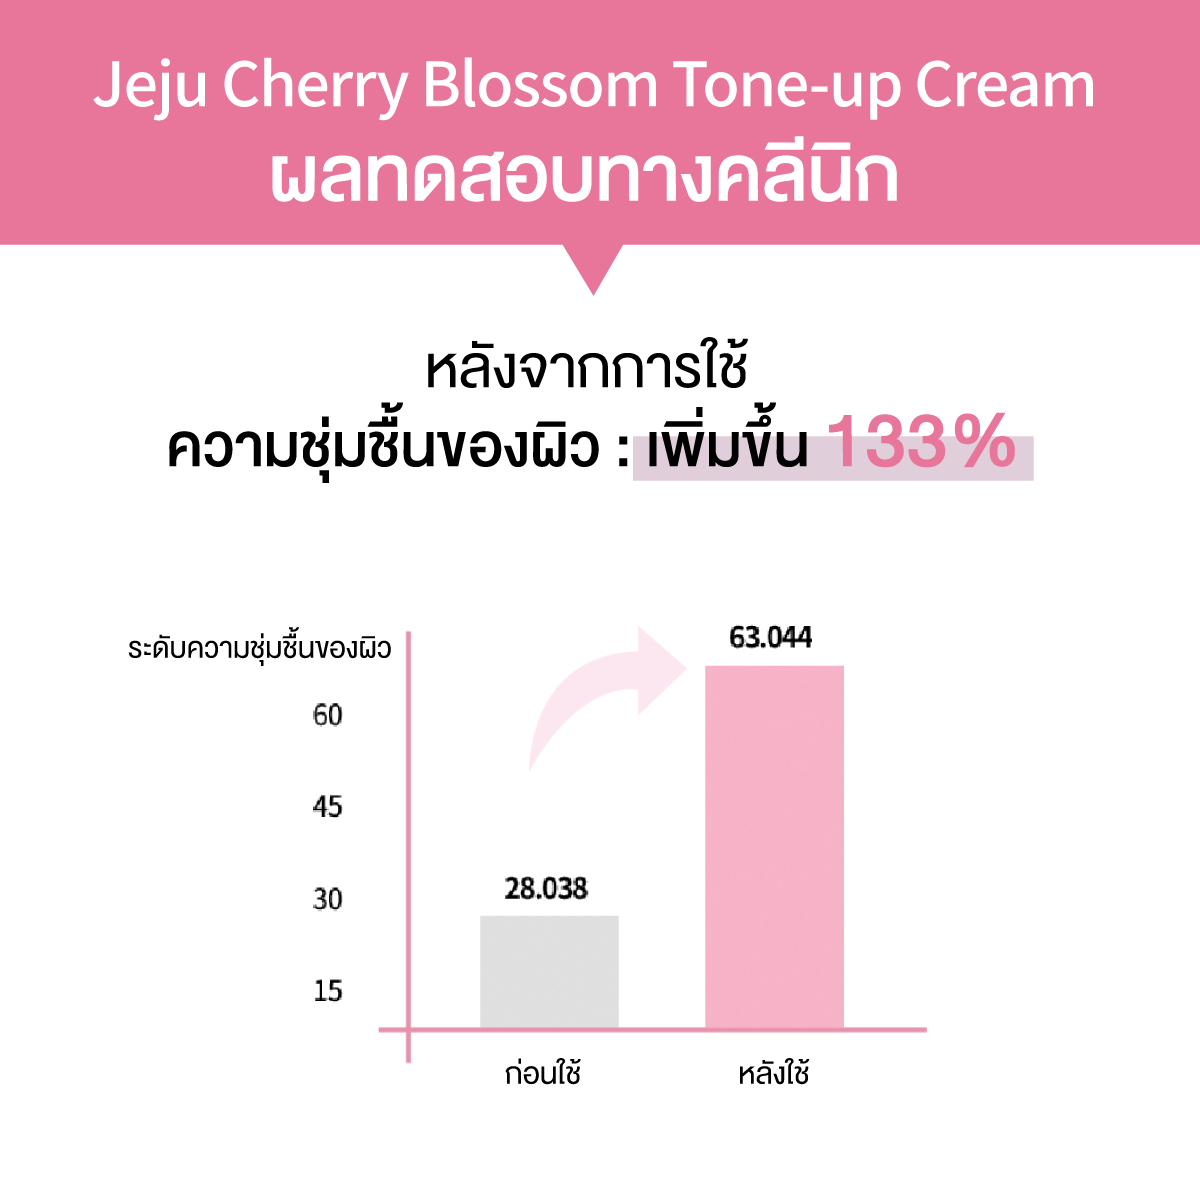 Jeju Cherry Blossom Tone-up Cream
ผลทดสอบทางคลีนิก
หลังจากการใช้
ความชุ่มชื้นของผิว : เพิ่มขึ้น 133%
ระดับความชุ่มชื้นของผิว
60
45
30
15
28.038
63.044
ก่อนใช้
หลังใช้